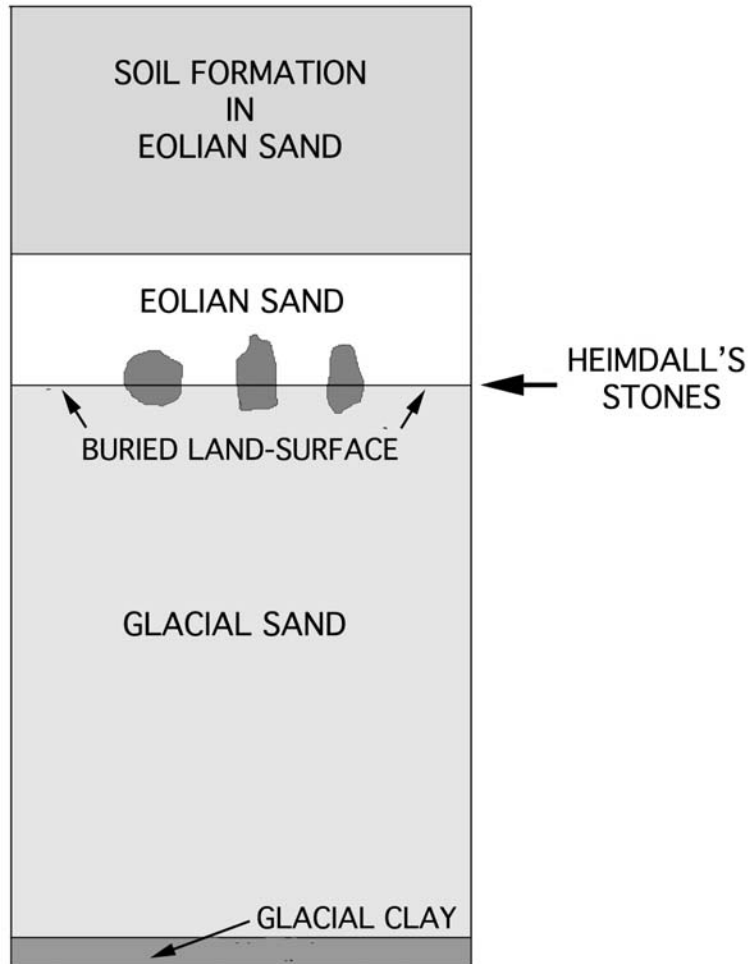 SOIL FORMATION
IN
EOLIAN SAND
EOLIAN SAND
HEIMDALL'S
STONES
BURIED LAND-SURFACE
GLACIAL SAND
GLACIAL CLAY